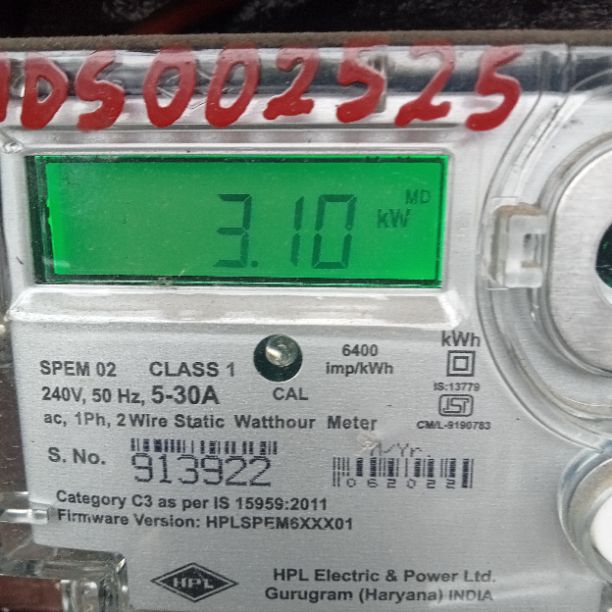 DS002525
MD
3.10 kW
kWh
6400
imp/kWh
SPEM 02 CLASS 1
240V, 50 Hz, 5-30A
CAL
IS:13779
ac, 1Ph, 2 Wire Static Watthour Meter
CM/L-9190783
S. No.
913922
062022
Category C3 as per IS 15959:2011
Firmware Version: HPLSPEM6XXX01
HPL
HPL Electric & Power Ltd.
Gurugram (Haryana) INDIA